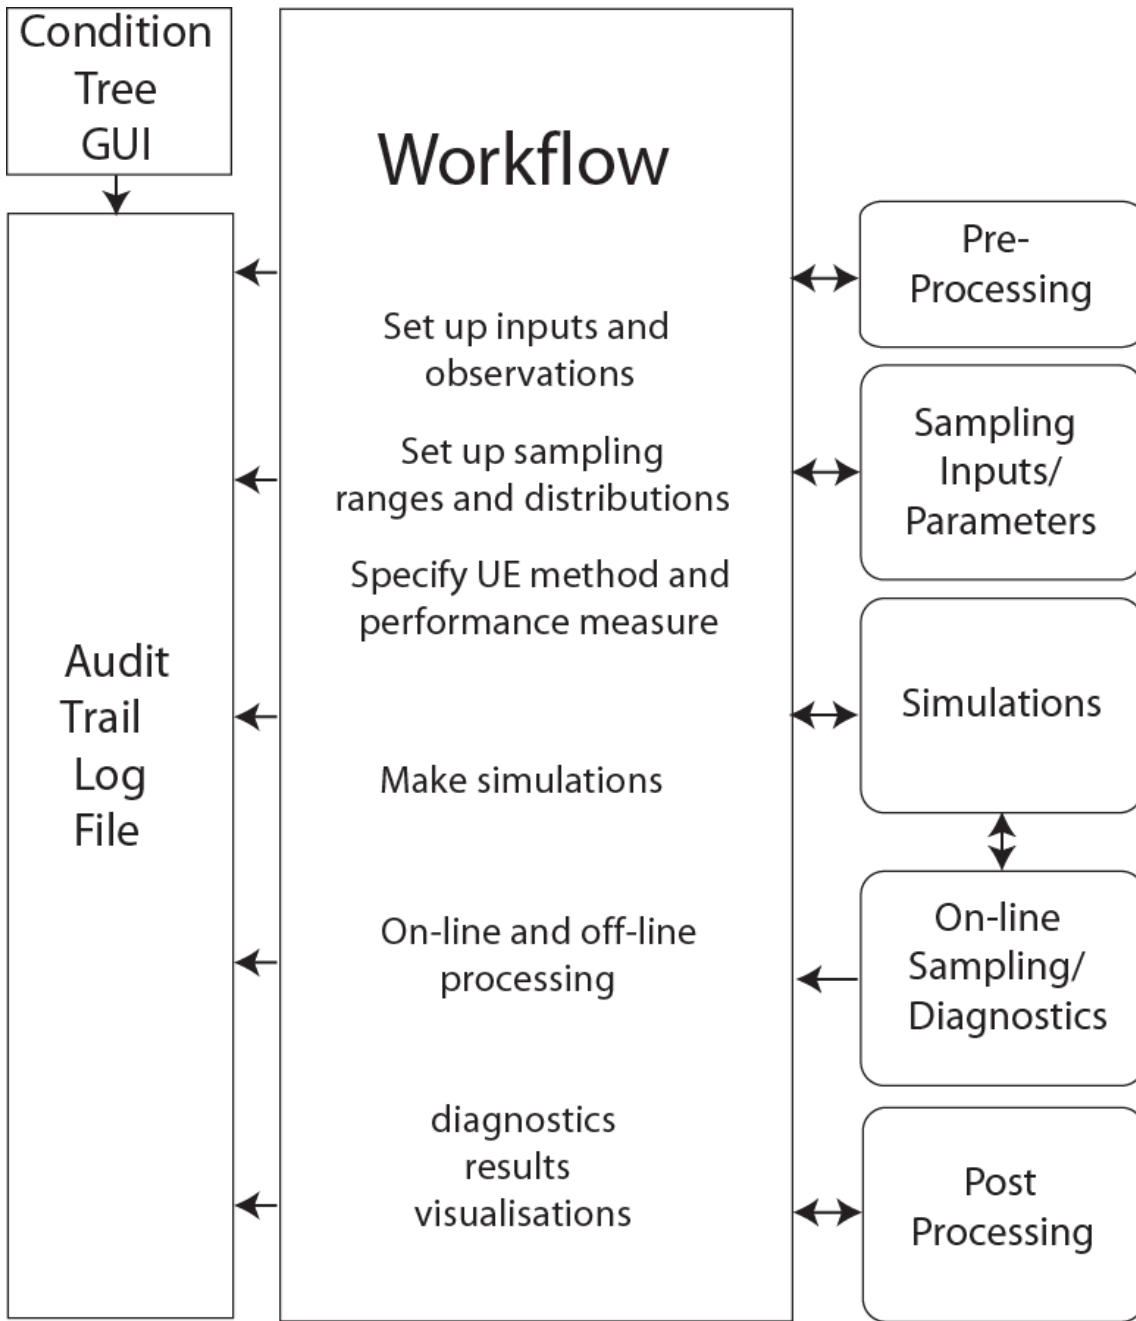 Condition
Tree
GUI
Audit
Trail
Log
File
Workflow
Set up inputs and
observations
Set up sampling
ranges and distributions
Specify UE method and
performance measure
Make simulations
On-line and off-line
processing
diagnostics
results
visualisations
Pre-
Processing
Sampling
Inputs/
Parameters
Simulations
On-line
Sampling/
Diagnostics
Post
Processing